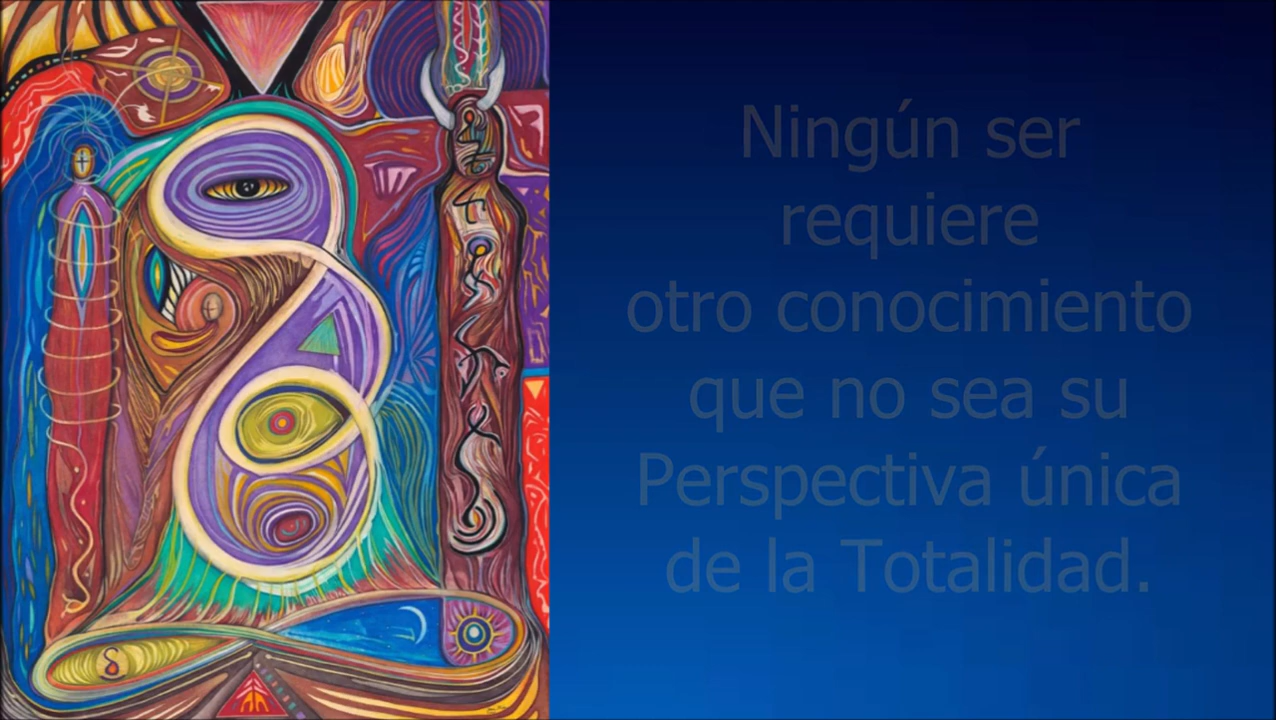 Ningún ser
requiere
otro conocimiento
que no sea su
Perspectiva única
de la Totalidad.